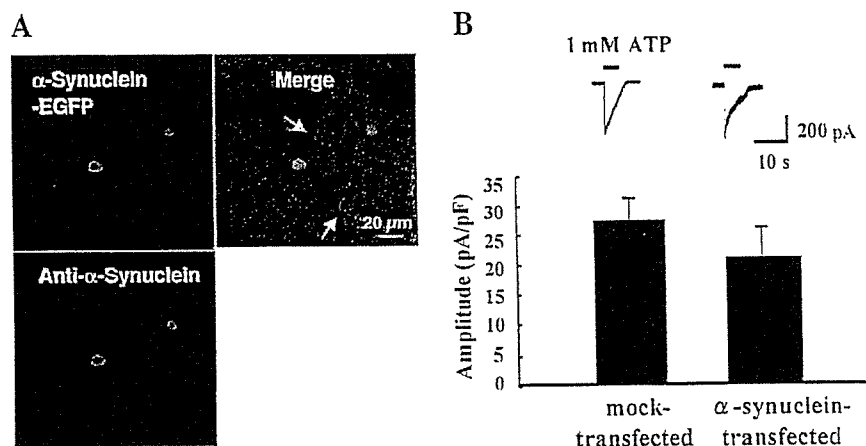 A
α-Synuclein
-EGFP
Merge
20 μm
Anti-α-Synuclein
B
1 mM ATP
200 pA
10 s
Amplitude (pA/pF)
35
30
25
20
15
10
5
0
mock-
transfected
α-synuclein-
transfected